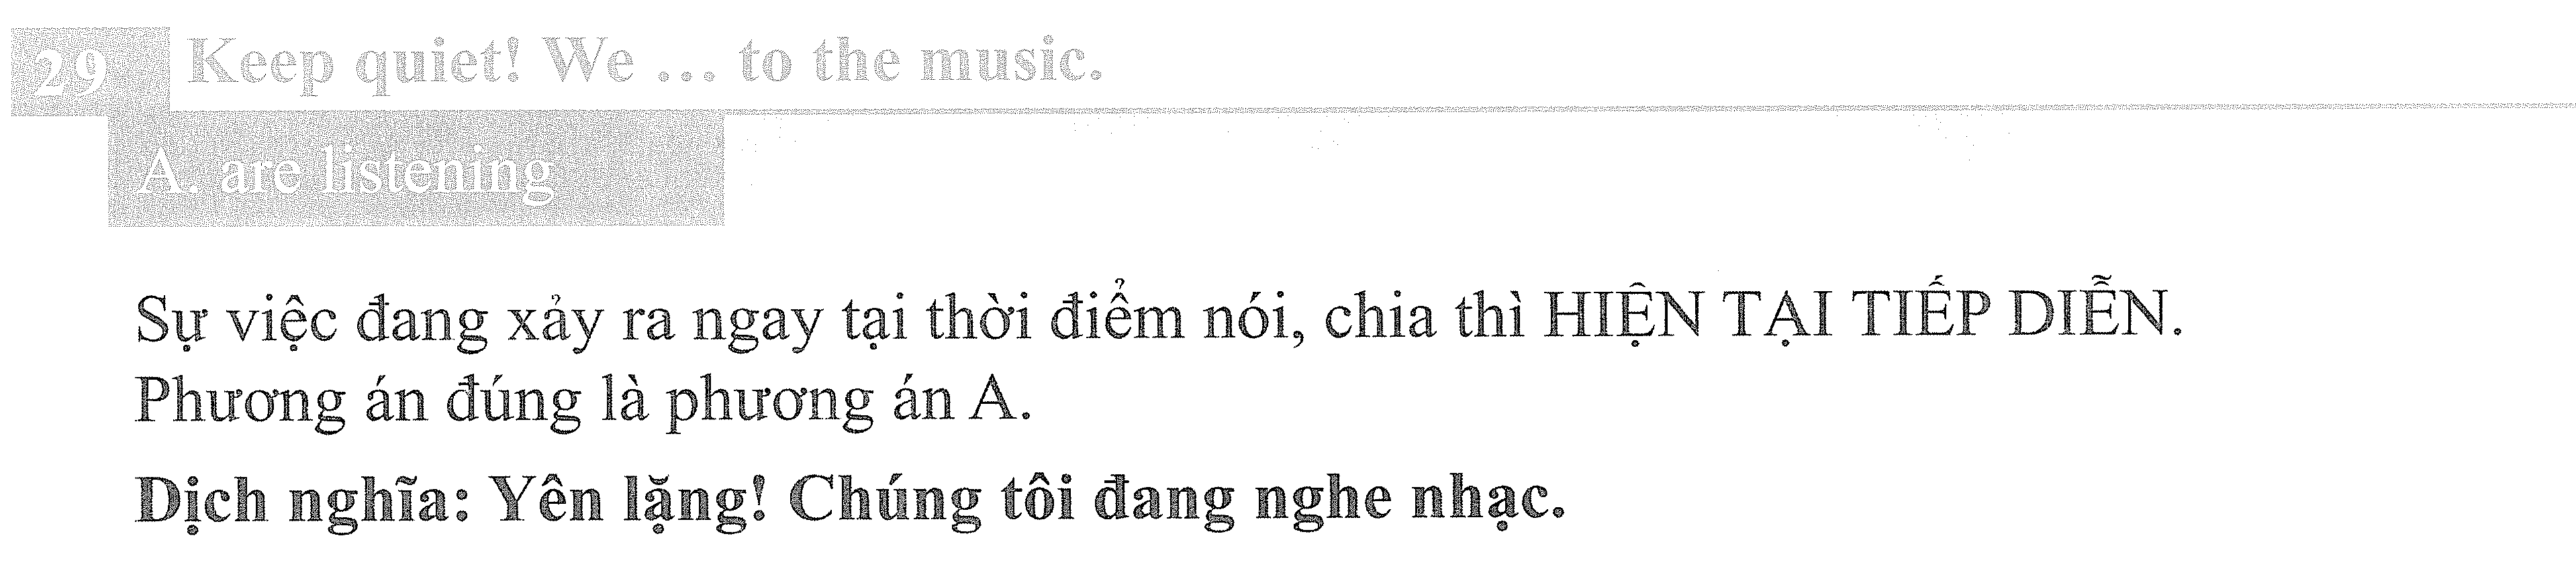 29 Keep quiet! We ... to the music.
A. are listening
Sự việc đang xảy ra ngay tại thời điểm nói, chia thì HIỆN TẠI TIẾP DIỄN.
Phương án đúng là phương án A.
Dịch nghĩa: Yên lặng! Chúng tôi đang nghe nhạc.